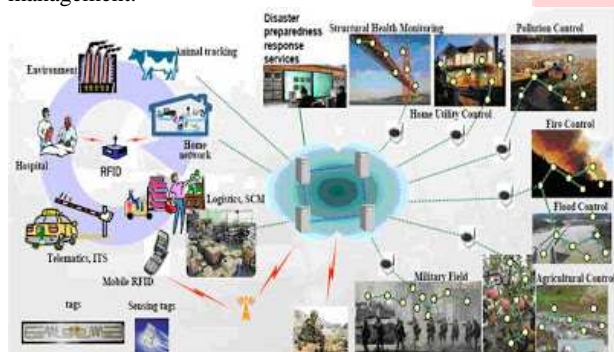 management.
Disaster
preparedness
response
services
Structural Health Monitoring
Pollution Control
Animal tracking
Environment
Home Utility Control
Fire Control
Home
network
Hospital
RFID
Logistics, SCM
Flood Control
Telematics, ITS
Mobile RFID
Military Field
Agricultural Control
tags
Sensing tags